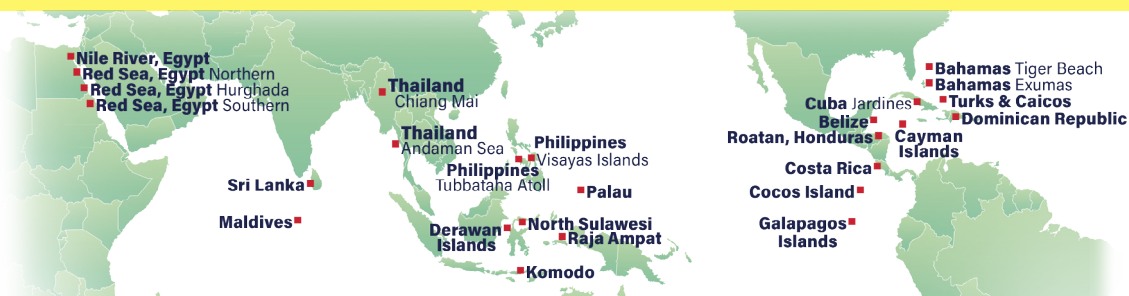 Nile River, Egypt
Red Sea, Egypt Northern
Red Sea, Egypt Hurghada
Red Sea, Egypt Southern
Thailand
Chiang Mai
Thailand
Andaman Sea
Philippines
Visayas Islands
Philippines
Tubbataha Atoll
Sri Lanka
Palau
Maldives
Derawan
Islands
North Sulawesi
Raja Ampat
Komodo
Bahamas Tiger Beach
Bahamas Exumas
Cuba Jardines
Turks & Caicos
Belize
Dominican Republic
Roatan, Honduras
Cayman
Islands
Costa Rica
Cocos Island
Galapagos
Islands